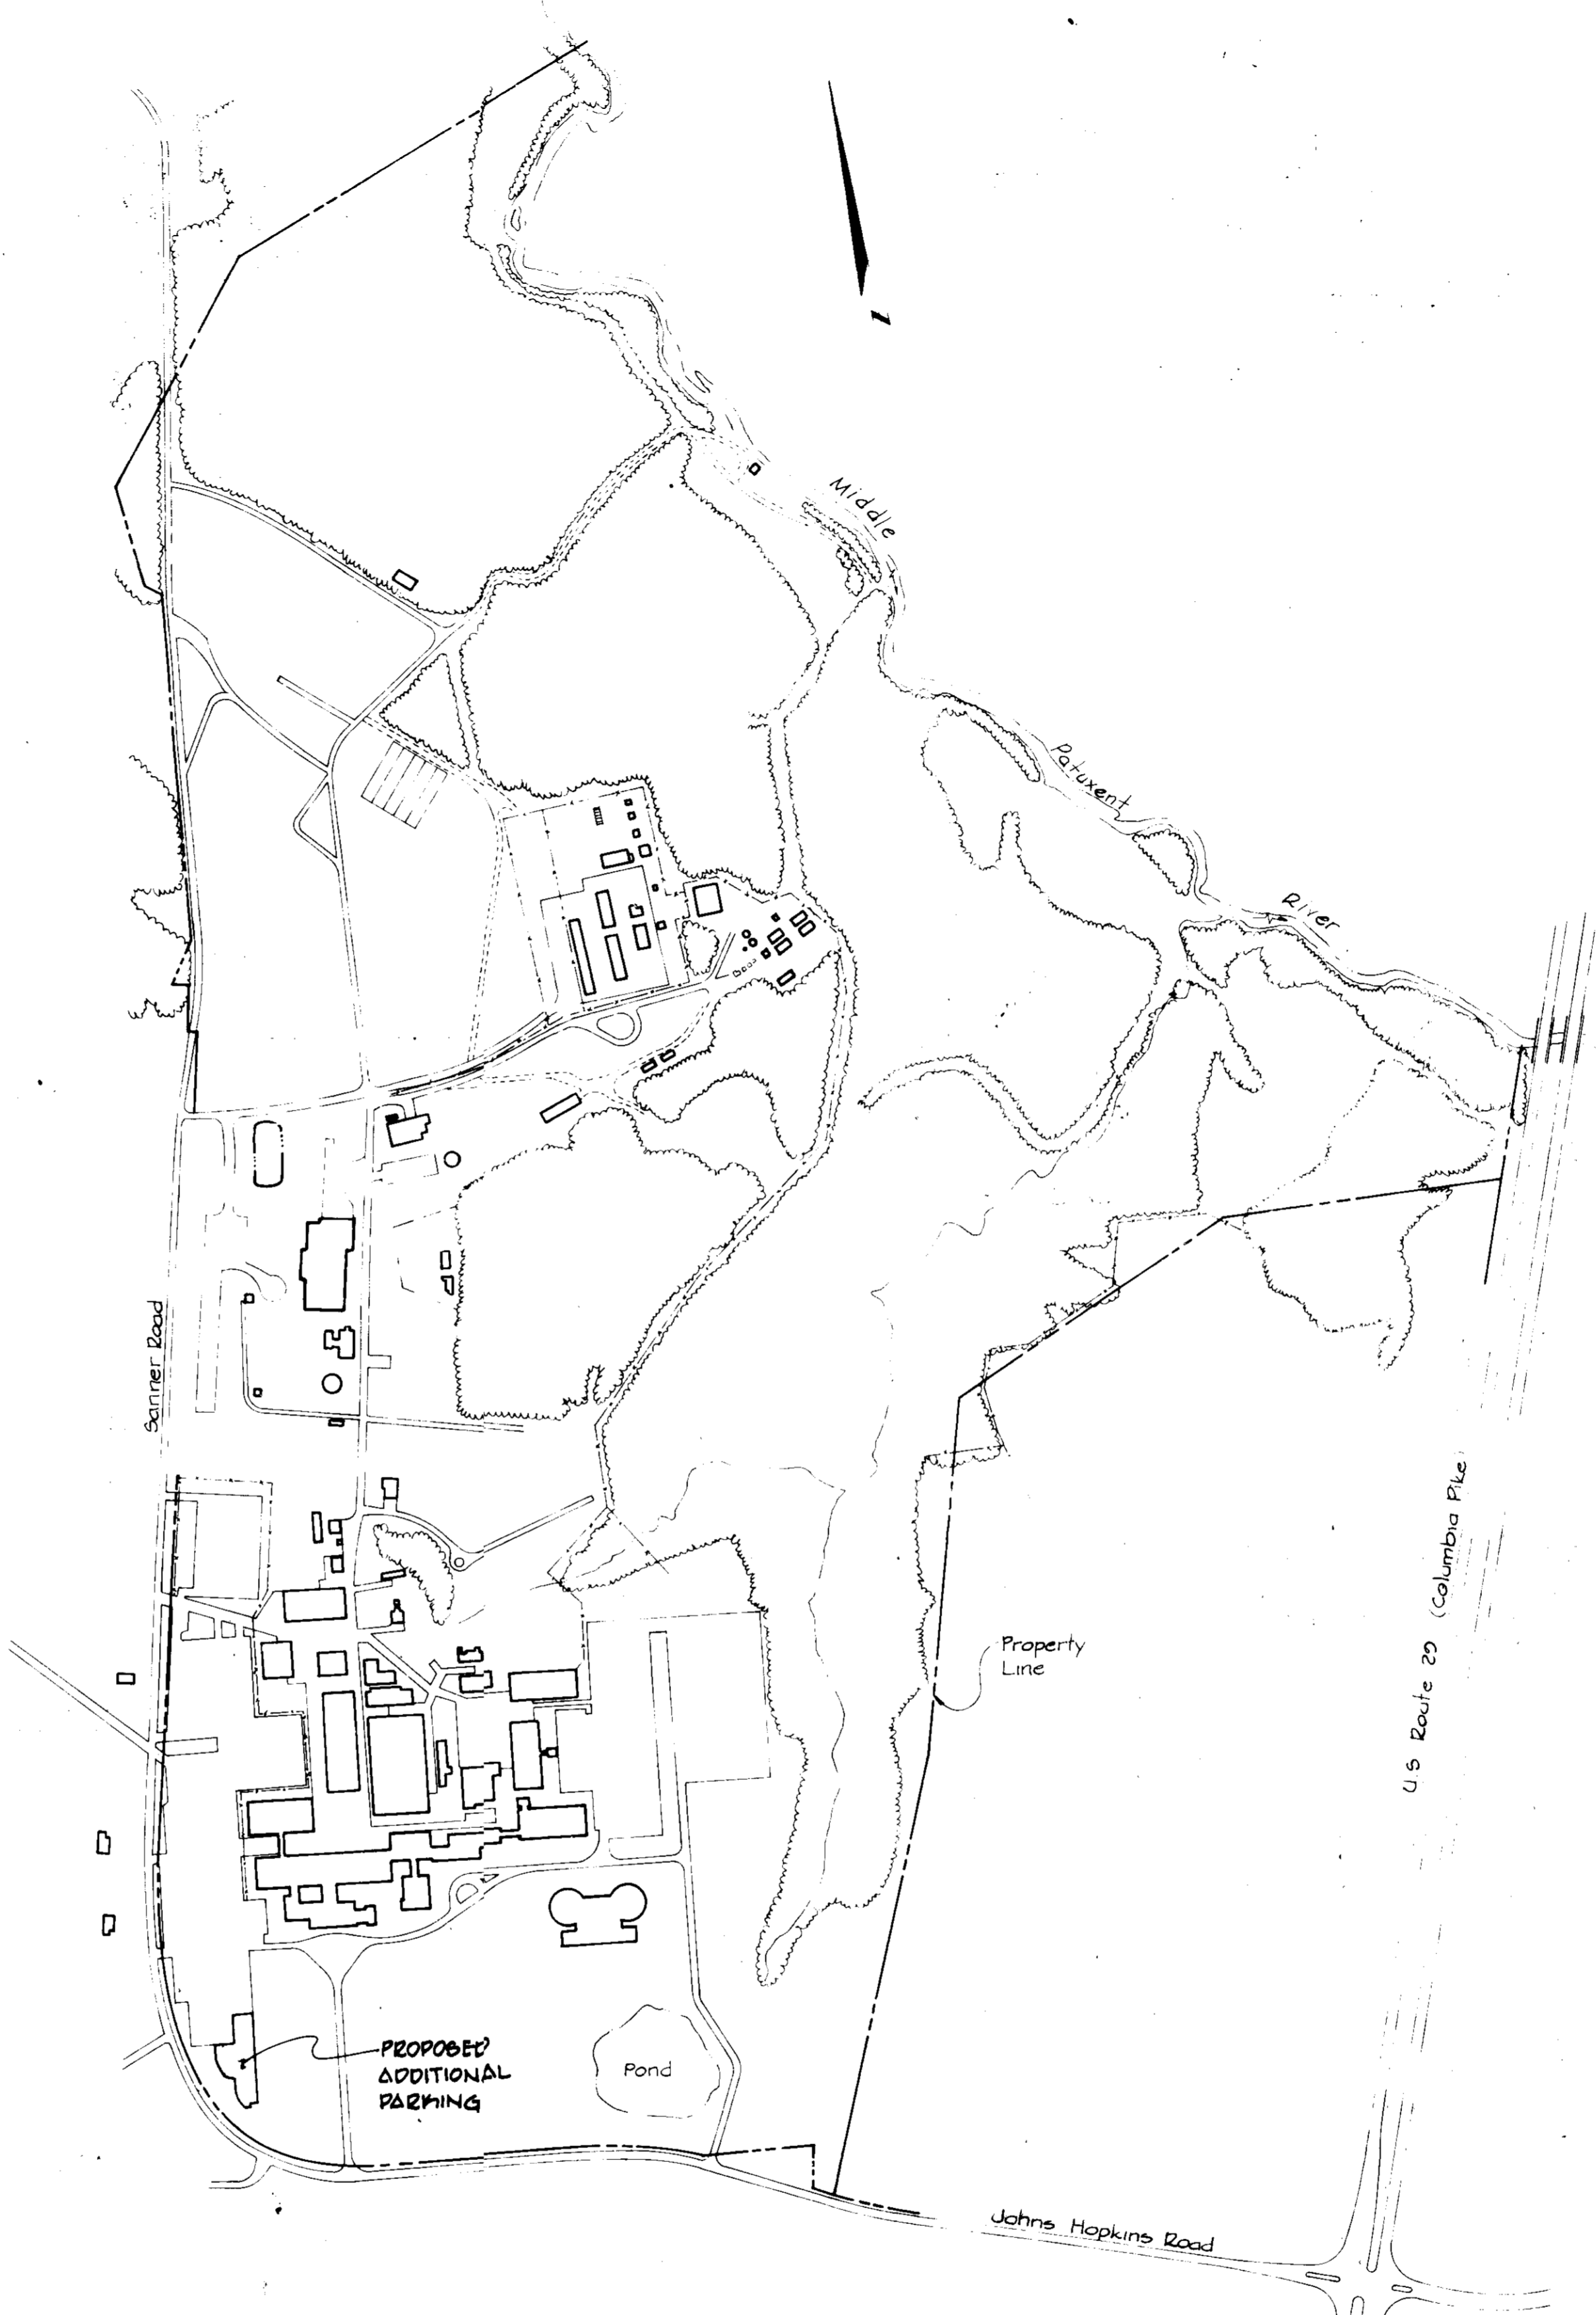 Middle
Patuxent
River
Sanner Road
U.S Route 29 (Columbia Pike)
Property
Line
PROPOSED
ADDITIONAL
PARKING
Pond
Johns Hopkins Road